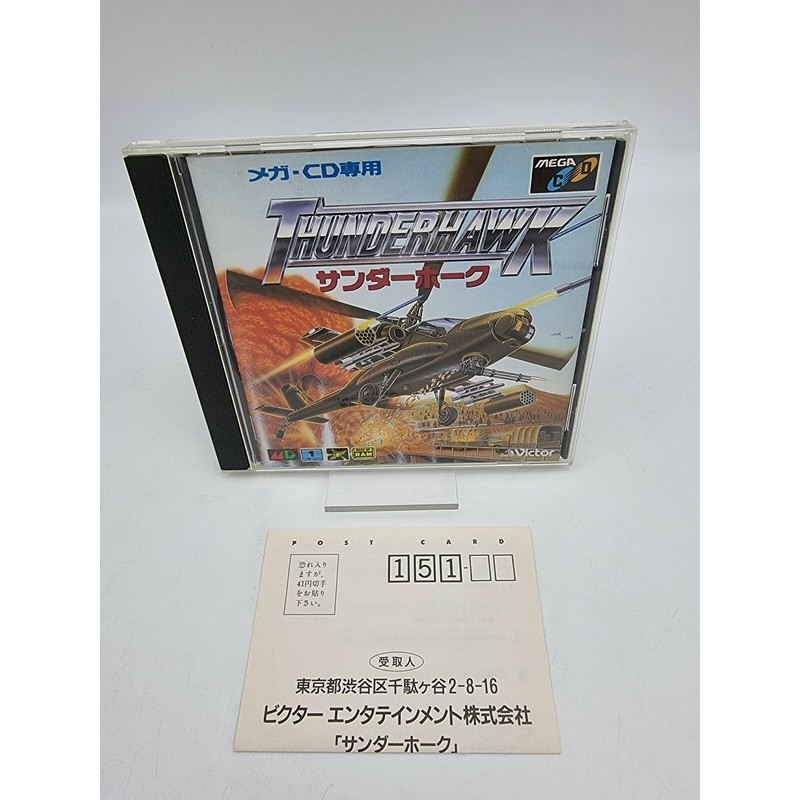 メガ-CD専用
MEGA
CD
THUNDERHAWK
サンダーホーク
1
RAM
Victor
POST CARD
恐れ入り
ますが、
41円切手
をお貼り
下さい。
151-
受取人
東京都渋谷区千駄ヶ谷2-8-16
ビクター エンタテインメント株式会社
「サンダーホーク」